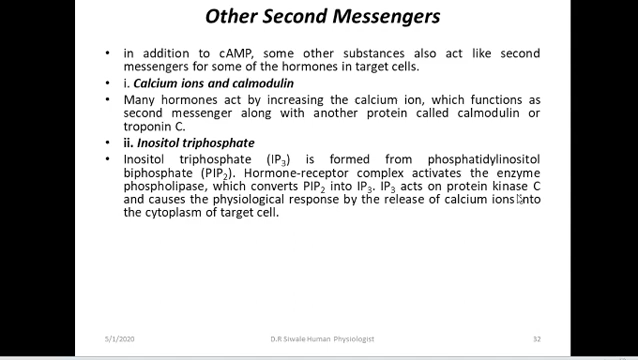 Other Second Messengers
• in addition to cAMP, some other substances also act like second
messengers for some of the hormones in target cells.
• i. Calcium ions and calmodulin
• Many hormones act by increasing the calcium ion, which functions as
second messenger along with another protein called calmodulin or
troponin C.
• ii. Inositol triphosphate
• Inositol triphosphate (IP₃) is formed from phosphatidylinositol
biphosphate (PIP₂). Hormone-receptor complex activates the enzyme
phospholipase, which converts PIP₂ into IP₃. IP₃ acts on protein kinase C
and causes the physiological response by the release of calcium ions into
the cytoplasm of target cell.
5/1/2020 D.R Siwale Human Physiologist 32